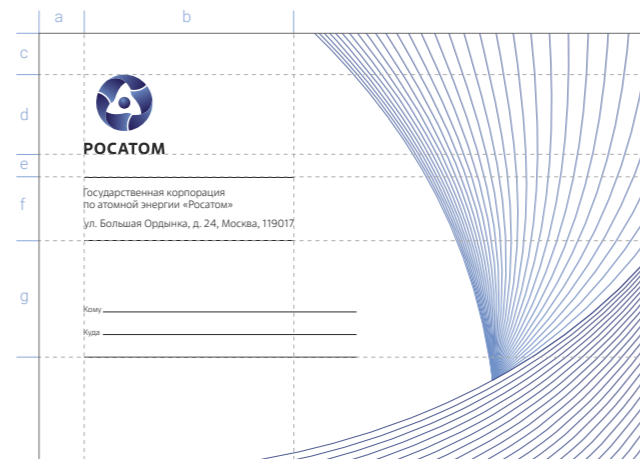 a b
c
d
РОСАТОМ
e
Государственная корпорация
по атомной энергии «Росатом»
f
ул. Большая Ордынка, д. 24, Москва, 119017
g
Кому
Куда